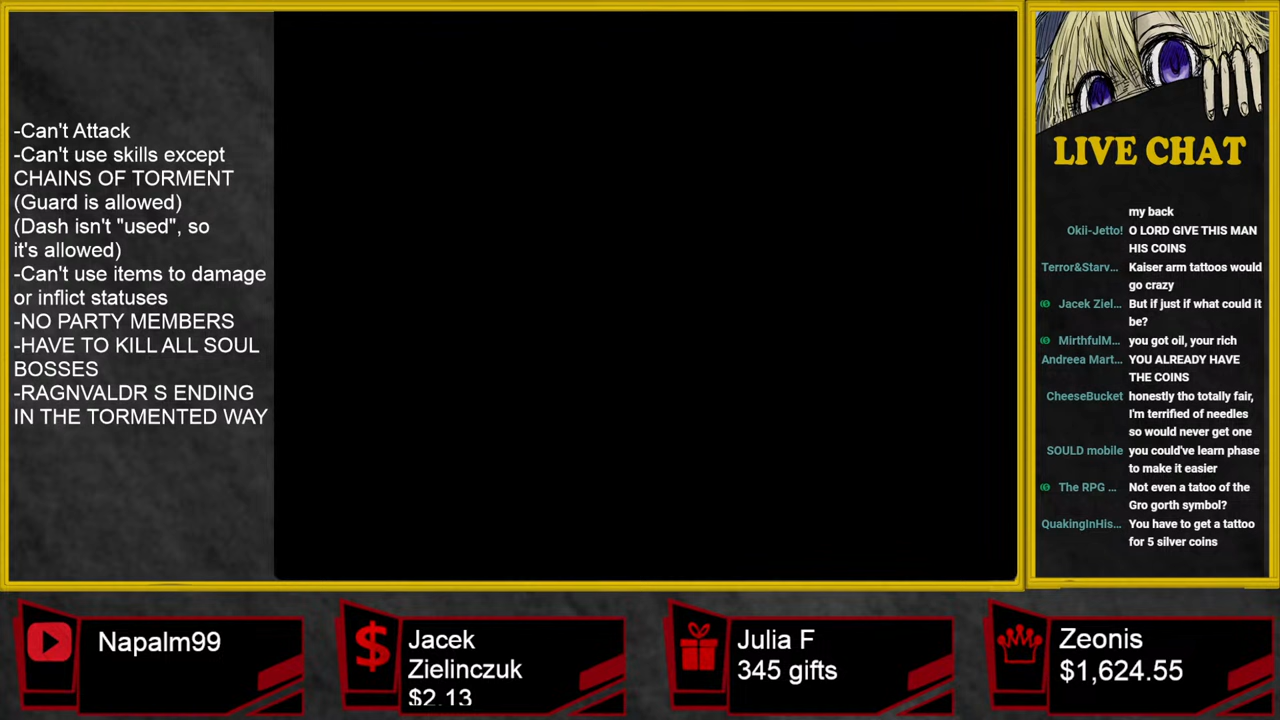 -Can't Attack
-Can't use skills except
CHAINS OF TORMENT
(Guard is allowed)
(Dash isn't "used", so
it's allowed)
-Can't use items to damage
or inflict statuses
-NO PARTY MEMBERS
-HAVE TO KILL ALL SOUL
BOSSES
-RAGNVALDR S ENDING
IN THE TORMENTED WAY
LIVE CHAT
my back
Okii-Jetto! O LORD GIVE THIS MAN
HIS COINS
Terror&Starv... Kaiser arm tattoos would
go crazy
Jacek Ziel... But if just if what could it
be?
MirthfulM... you got oil, your rich
Andreea Mart... YOU ALREADY HAVE
THE COINS
CheeseBucket honestly tho totally fair,
I'm terrified of needles
so would never get one
SOULD mobile you could've learn phase
to make it easier
The RPG ... Not even a tatoo of the
Gro gorth symbol?
QuakingInHis... You have to get a tattoo
for 5 silver coins
Napalm99
$
Jacek
Zielinczuk
$2.13
Julia F
345 gifts
Zeonis
$1,624.55